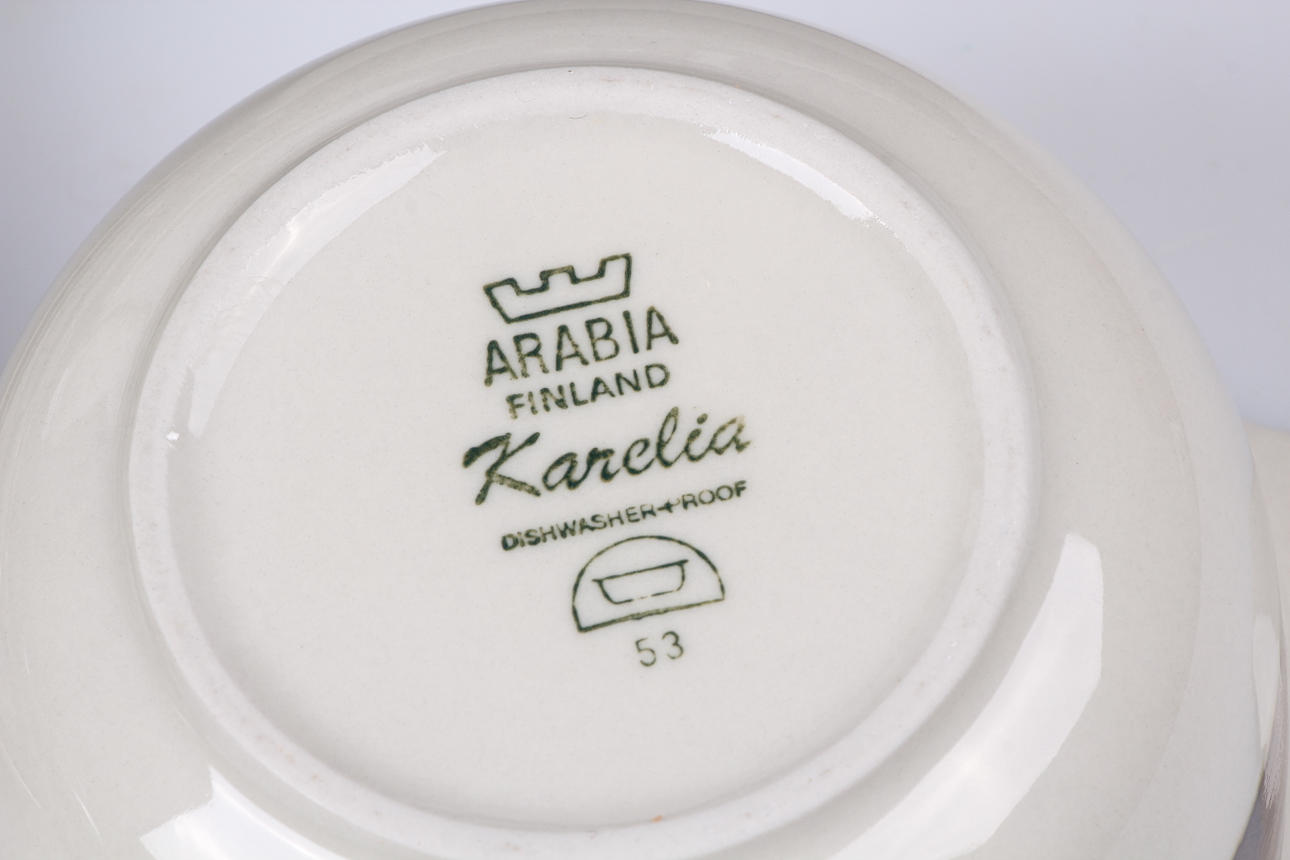 ARABIA
FINLAND
Karelia
DISHWASHER-PROOF
53